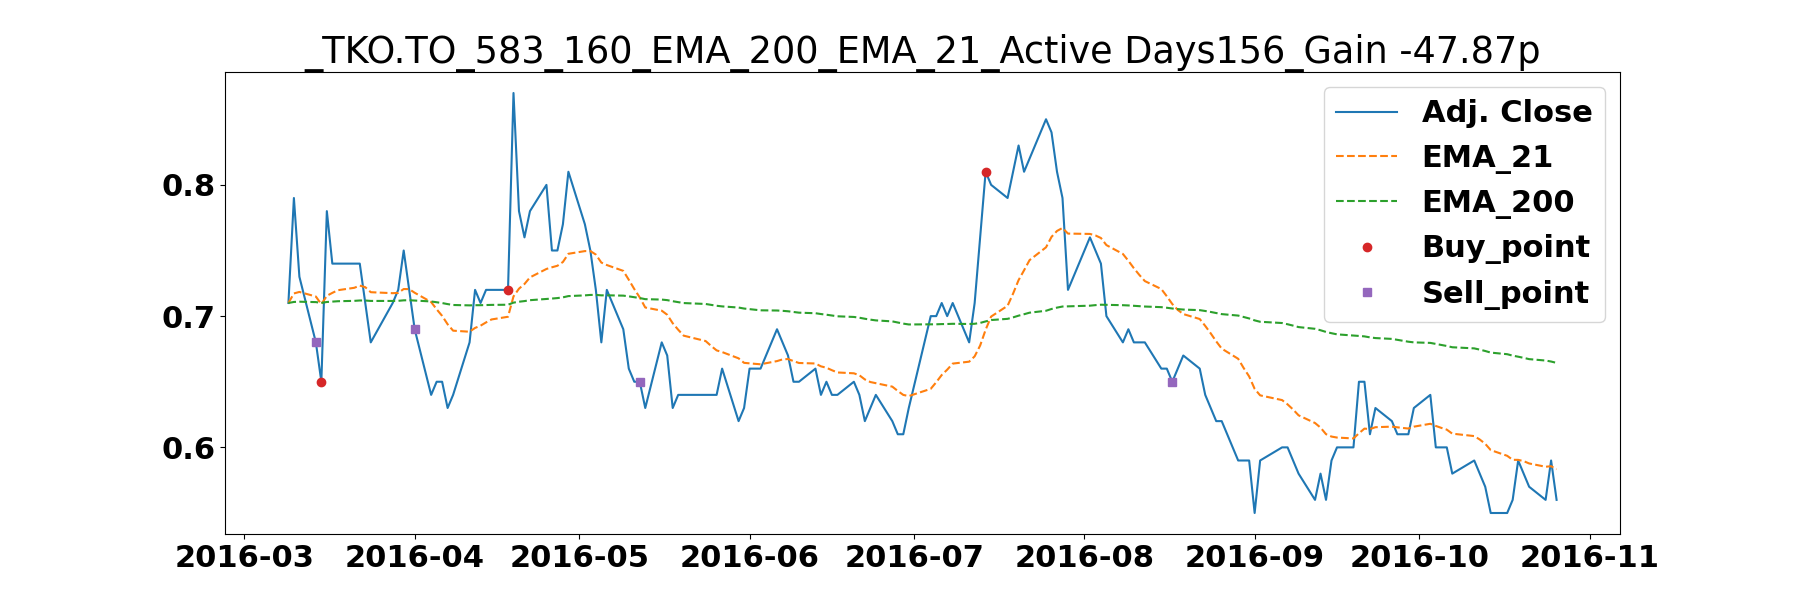 _TKO.TO_583_160_EMA_200_EMA_21_Active Days156_Gain -47.87p
Adj. Close
EMA_21
EMA_200
Buy_point
Sell_point
0.8
0.7
0.6
2016-03 2016-04 2016-05 2016-06 2016-07 2016-08 2016-09 2016-10 2016-11